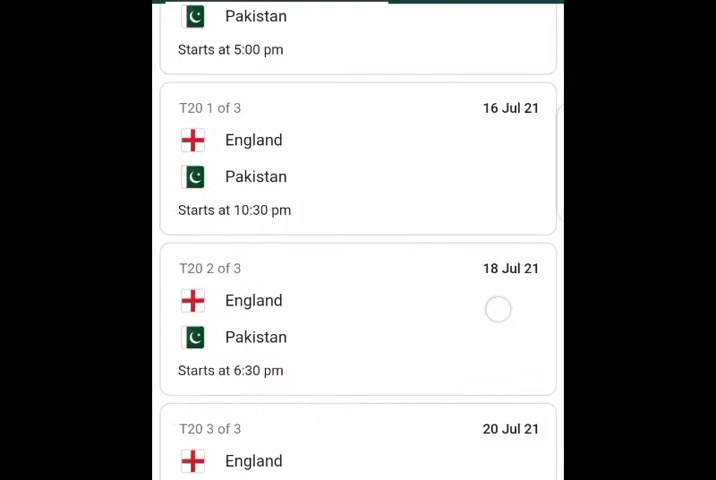 Pakistan
Starts at 5:00 pm
T20 1 of 3
16 Jul 21
England
Pakistan
Starts at 10:30 pm
T20 2 of 3
18 Jul 21
England
Pakistan
Starts at 6:30 pm
T20 3 of 3
20 Jul 21
England